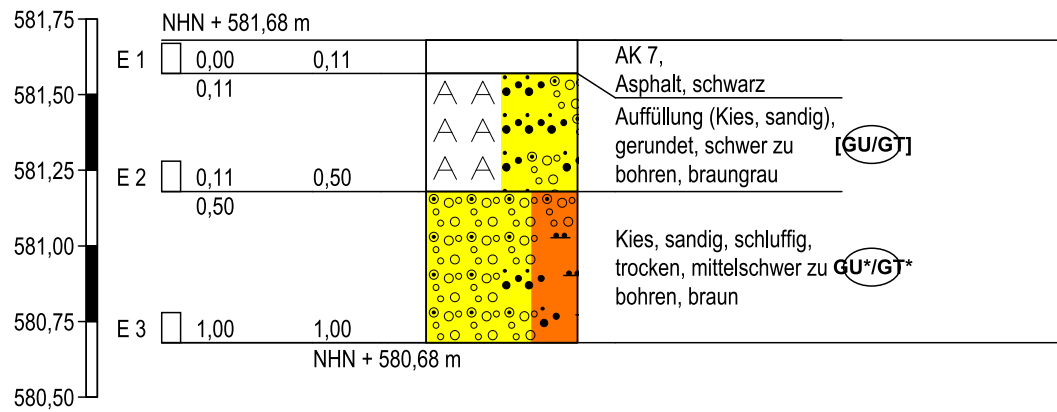 581,75
NHN + 581,68 m
E 1 0,00 0,11
0,11
AK 7,
Asphalt, schwarz
581,50
Auffüllung (Kies, sandig),
gerundet, schwer zu
bohren, braungrau
[GU/GT]
581,25
E 2 0,11 0,50
0,50
581,00
Kies, sandig, schluffig,
trocken, mittelschwer zu
bohren, braun
GU*/GT*
580,75
E 3 1,00 1,00
NHN + 580,68 m
580,50